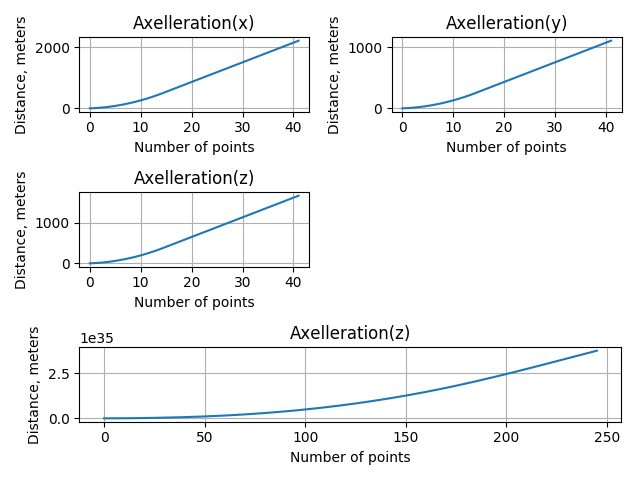 Axelleration(x)
Distance, meters
2000
0
0 10 20 30 40
Number of points
Axelleration(y)
Distance, meters
1000
0
0 10 20 30 40
Number of points
Axelleration(z)
Distance, meters
1000
0
0 10 20 30 40
Number of points
Axelleration(z)
1e35
Distance, meters
2.5
0.0
0 50 100 150 200 250
Number of points